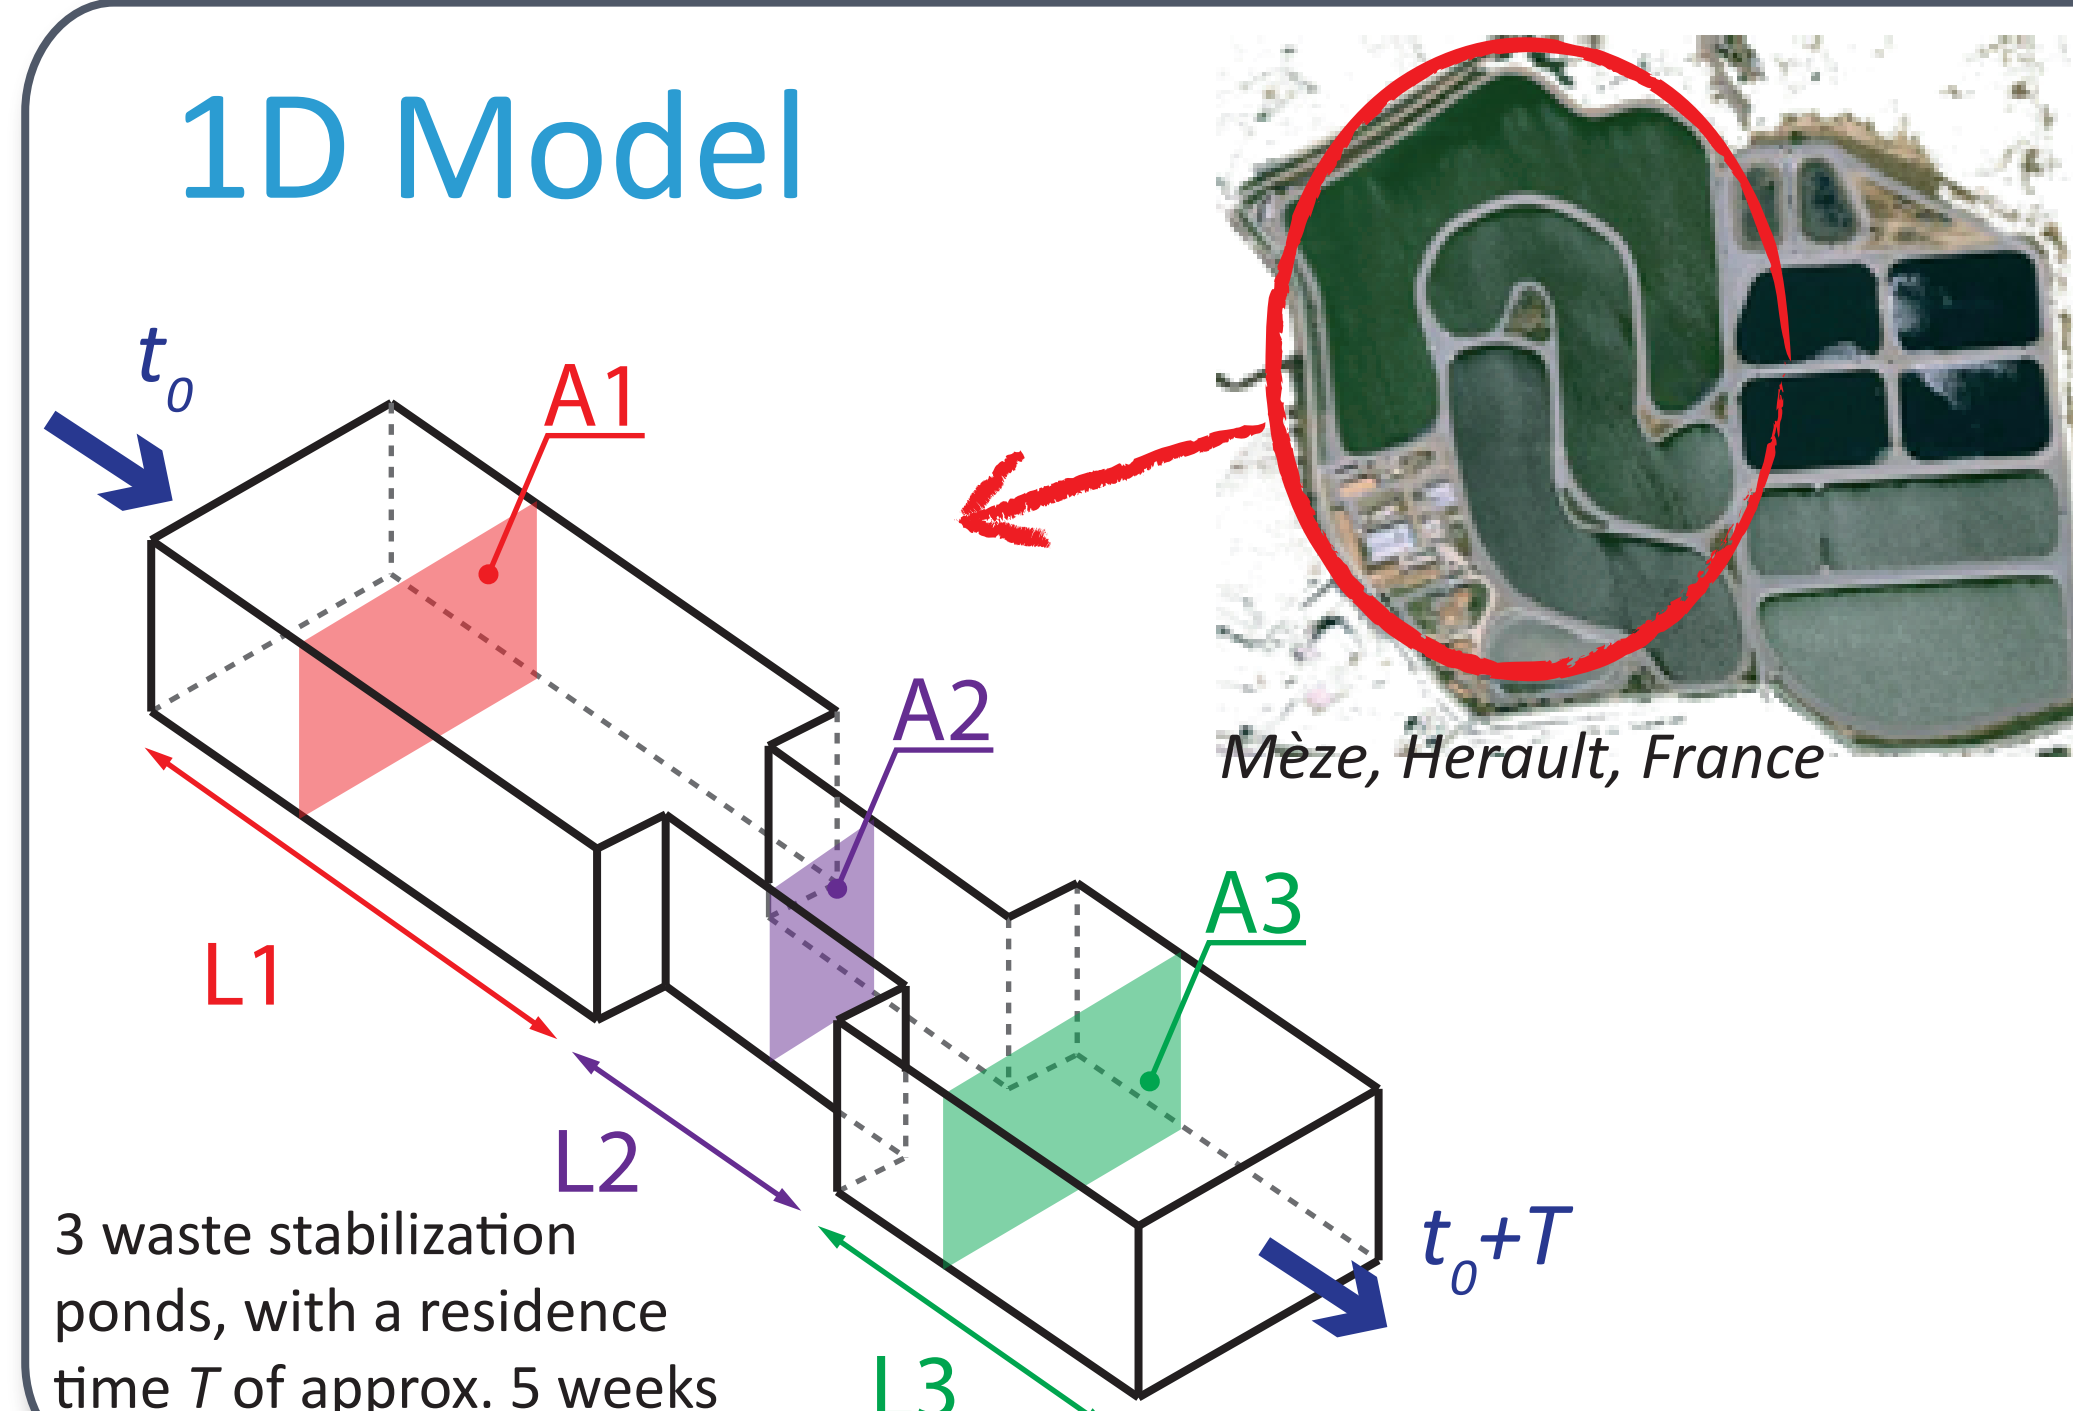 1D Model
t0
A1
A2
Mèze, Herault, France
A3
L1
L2
t0+T
3 waste stabilization
ponds, with a residence
time T of approx. 5 weeks
L3